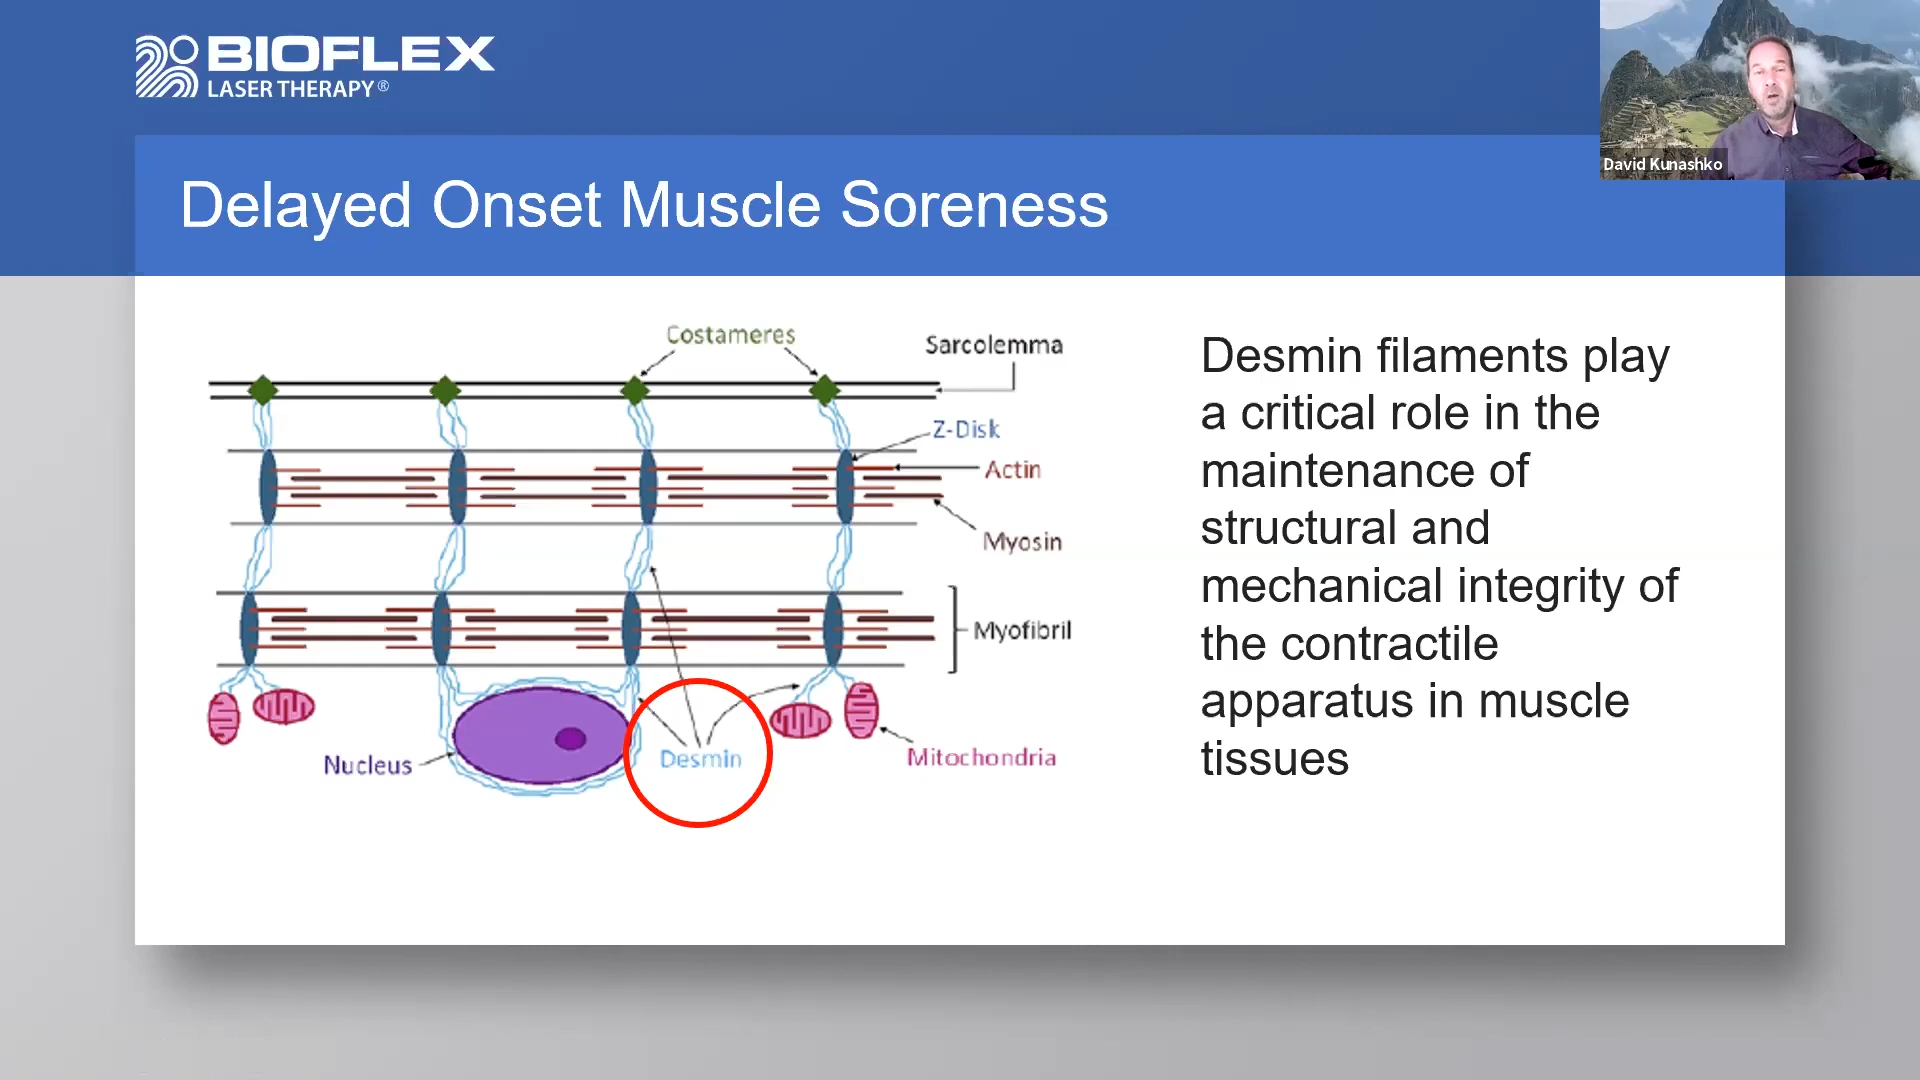 BIOFLEX
LASER THERAPY®
David Kunashko
Delayed Onset Muscle Soreness
Costameres
Sarcolemma
Z-Disk
Actin
Myosin
Myofibril
Nucleus
Desmin
Mitochondria
Desmin filaments play
a critical role in the
maintenance of
structural and
mechanical integrity of
the contractile
apparatus in muscle
tissues